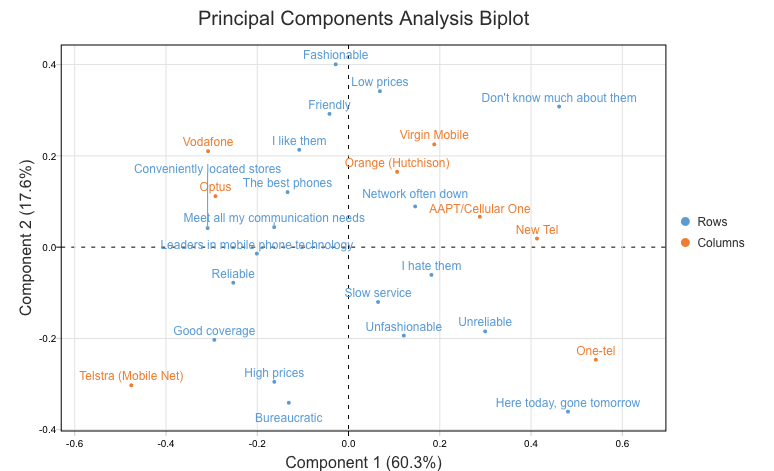 Principal Components Analysis Biplot
Fashionable
0.4
Low prices
Don't know much about them
Friendly
Virgin Mobile
Vodafone
I like them
0.2
Orange (Hutchison)
Conveniently located stores
Optus
The best phones
Network often down
AAPT/Cellular One
Meet all my communication needs
New Tel
Rows
Columns
0.0
Leaders in mobile phone technology
I hate them
Reliable
Slow service
Unfashionable
Unreliable
Good coverage
-0.2
One-tel
Telstra (Mobile Net)
High prices
Here today, gone tomorrow
Bureaucratic
-0.4
Component 2 (17.6%)
-0.6
-0.4
-0.2
0.0
0.2
0.4
0.6
Component 1 (60.3%)